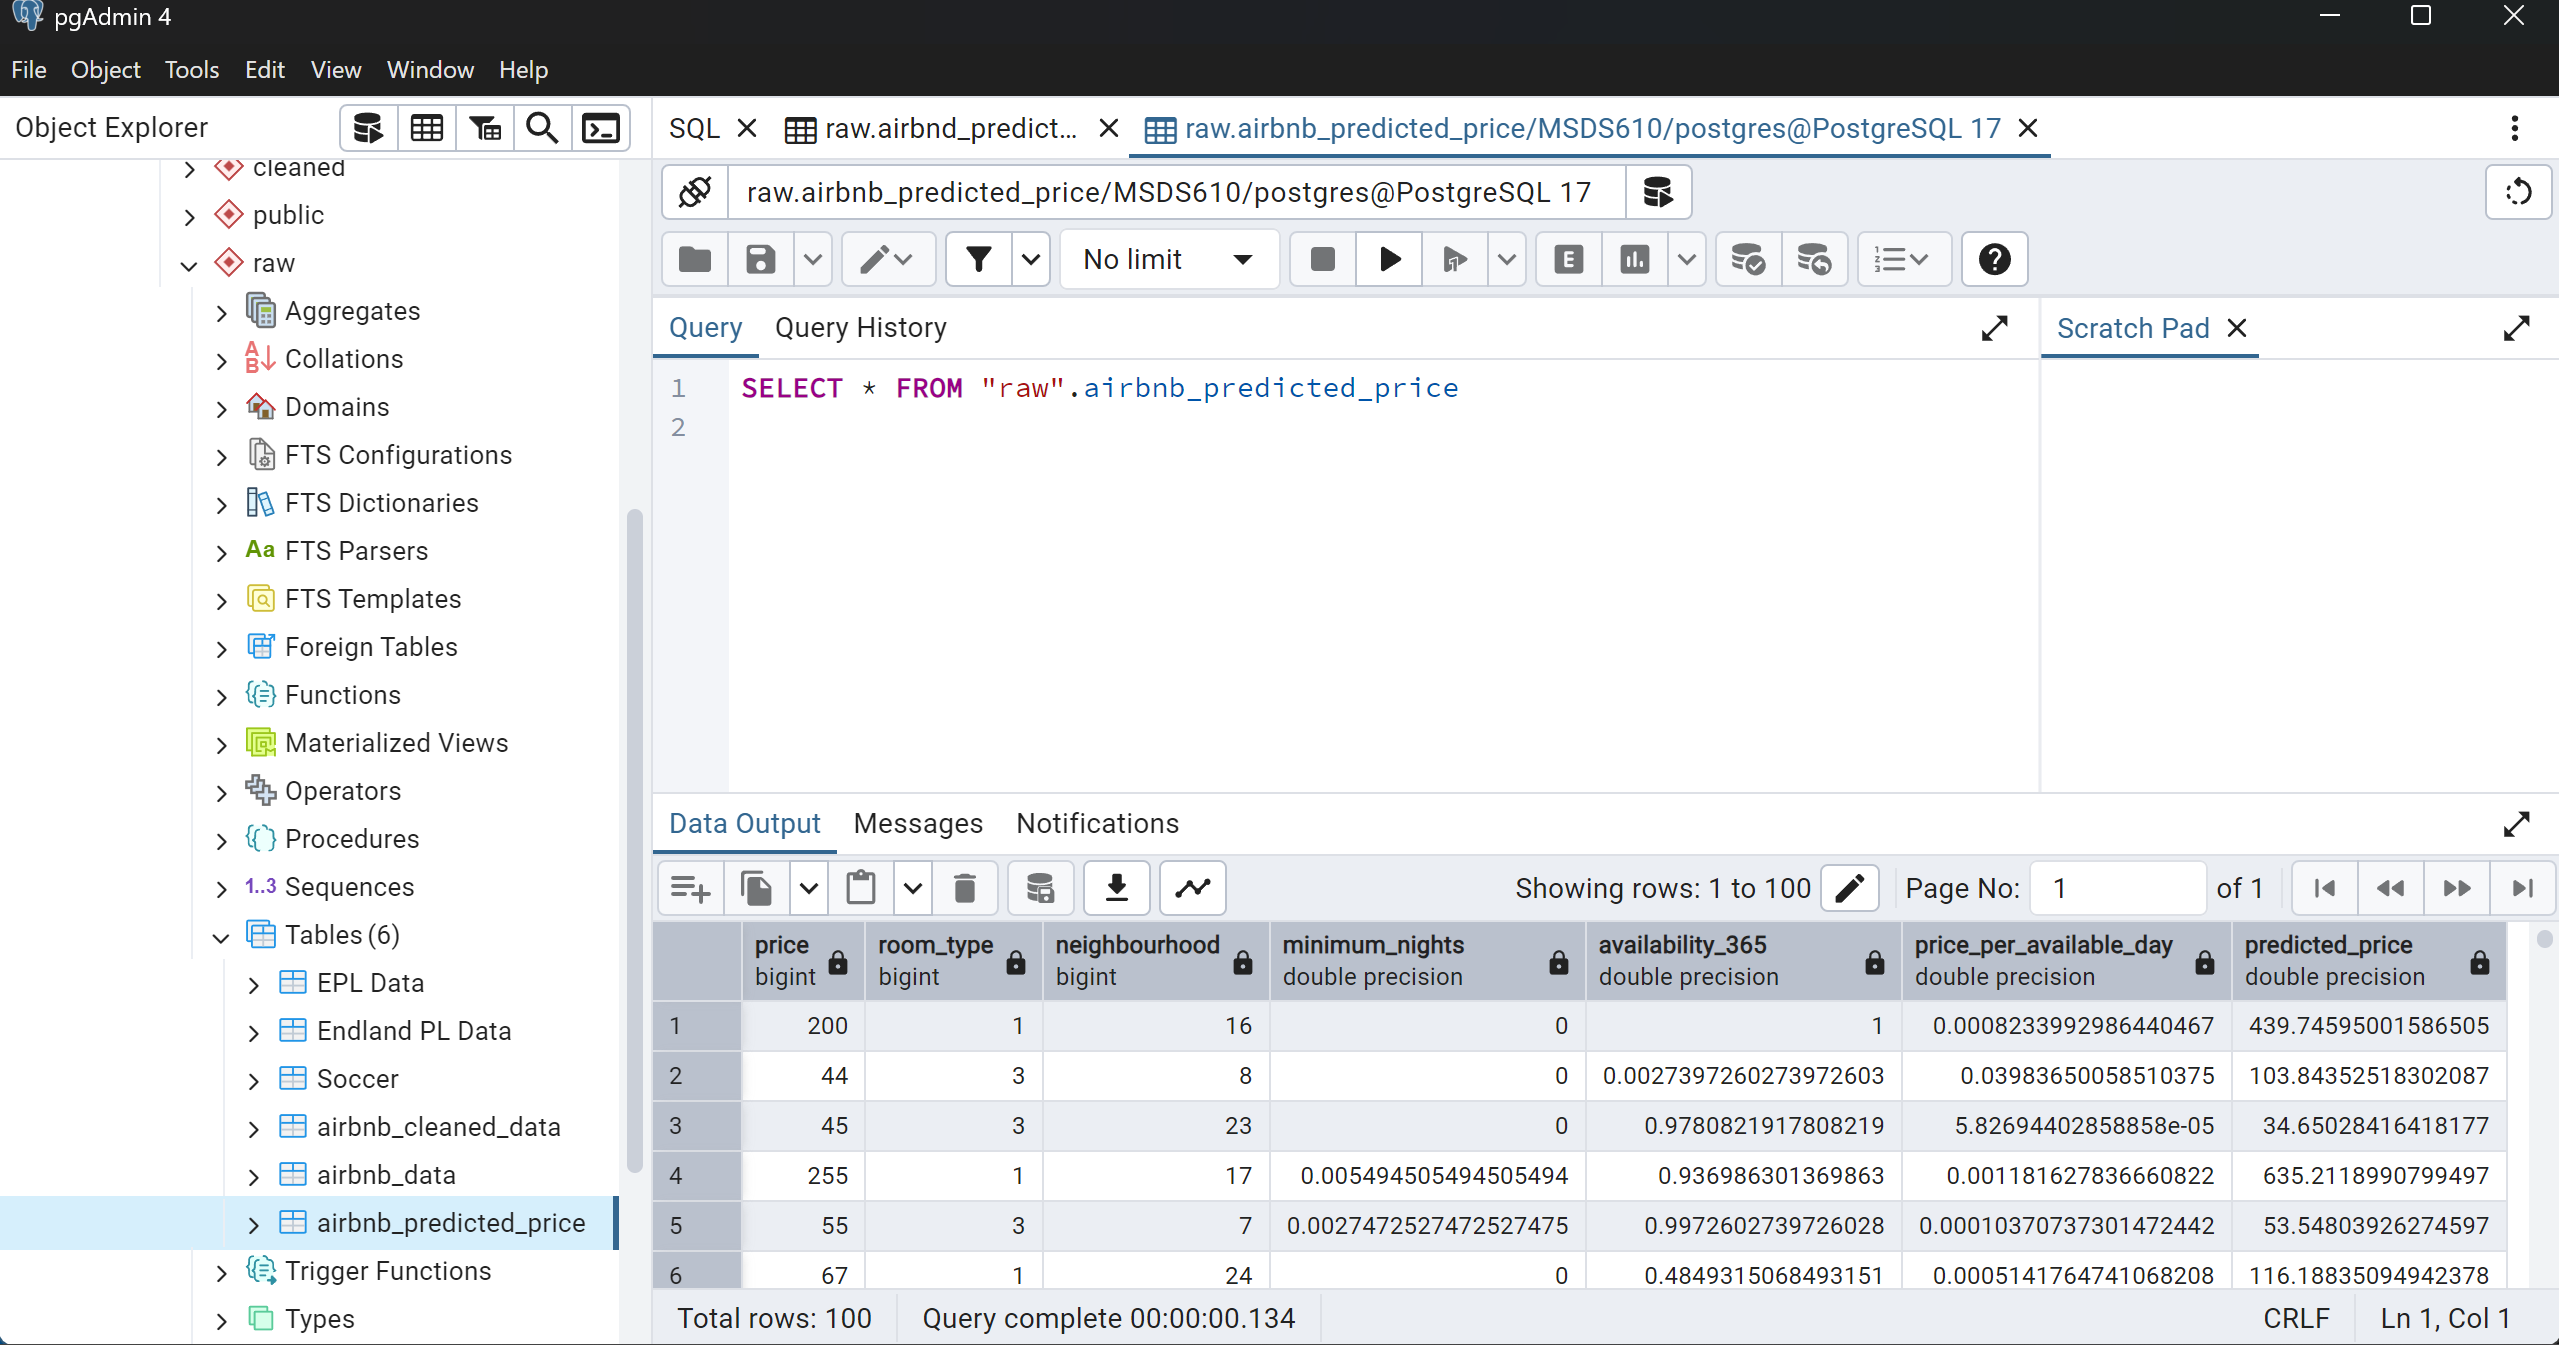 pgAdmin 4
File Object Tools Edit View Window Help
Object Explorer
cleaned
public
raw
Aggregates
Collations
Domains
FTS Configurations
FTS Dictionaries
Aa FTS Parsers
FTS Templates
Foreign Tables
Functions
Materialized Views
Operators
Procedures
1..3 Sequences
Tables (6)
EPL Data
Endland PL Data
Soccer
airbnb_cleaned_data
airbnb_data
airbnb_predicted_price
Trigger Functions
Types
SQL raw.airbnd_predict... raw.airbnb_predicted_price/MSDS610/postgres@PostgreSQL 17
raw.airbnb_predicted_price/MSDS610/postgres@PostgreSQL 17
No limit E
Query Query History Scratch Pad
1 SELECT * FROM "raw".airbnb_predicted_price
2
Data Output Messages Notifications
Showing rows: 1 to 100 Page No: 1 of 1
price room_type neighbourhood minimum_nights availability_365 price_per_available_day predicted_price
bigint bigint bigint double precision double precision double precision double precision
1 200 1 16 0 1 0.0008233992986440467 439.74595001586505
2 44 3 8 0 0.0027397260273972603 0.03983650058510375 103.84352518302087
3 45 3 23 0 0.9780821917808219 5.82694402858858e-05 34.65028416418177
4 255 1 17 0.005494505494505494 0.936986301369863 0.001181627836660822 635.2118990799497
5 55 3 7 0.0027472527472527475 0.9972602739726028 0.00010370737301472442 53.54803926274597
6 67 1 24 0 0.4849315068493151 0.0005141764741068208 116.18835094942378
Total rows: 100 Query complete 00:00:00.134 CRLF Ln 1, Col 1